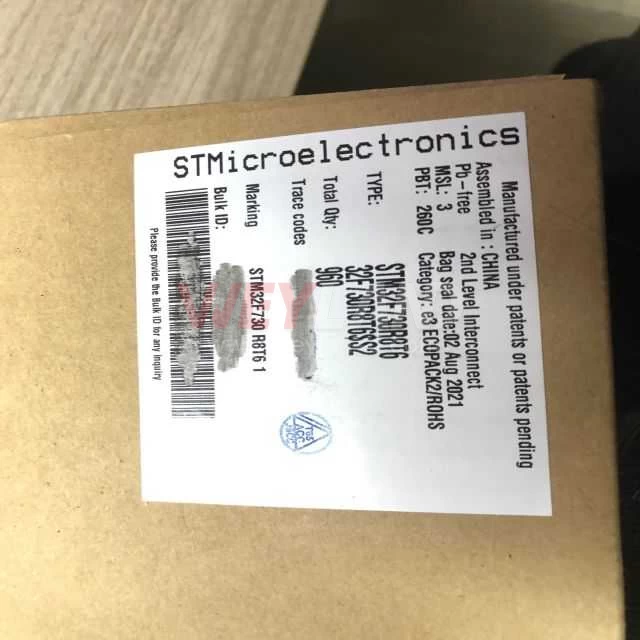 STMicroelectronics
Manufactured under patents or patents pending
Assembled in : CHINA
Pb-free 2nd Level Interconnect
MSL: 3 Bag seal date:02 Aug 2021
PBT: 260C Category: e3 ECOPACK2/ROHS
TYPE: STM32F730R8T6
32F730R8T6SS2
Total Qty: 960
Trace codes
Marking STM32F730 R8T6 1
Bulk ID:
Please provide the Bulk ID for any inquiry